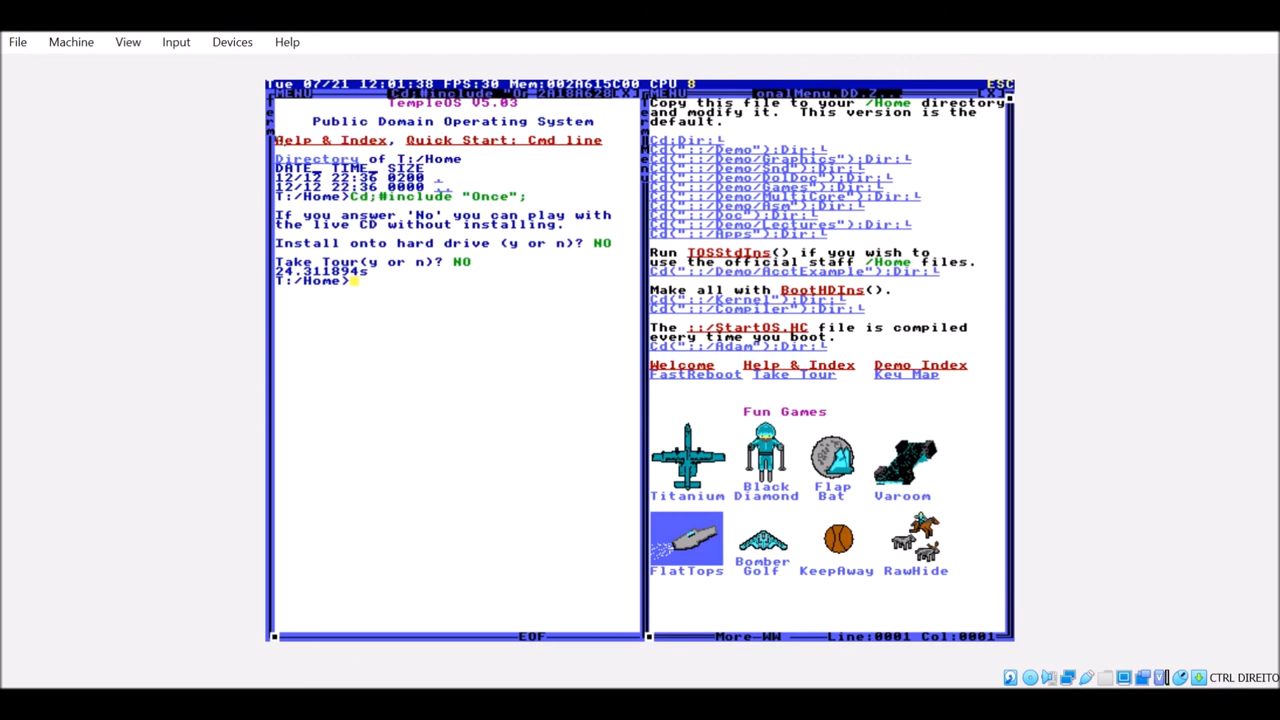 File Machine View Input Devices Help
Tue 07/21 12:01:38 FPS:30 Mem:002A615C00 CPU 8 ESC
MENU Cd;#include "On 2A18A628[X]
TempleOS V5.03
Public Domain Operating System
Help & Index, Quick Start: Cmd line
Directory of T:/Home
DATE TIME SIZE
12/12 22:36 0200 .
12/12 22:36 0000 ..
T:/Home>Cd;#include "Once";
If you answer 'No' you can play with
the live CD without installing.
Install onto hard drive (y or n)? NO
Take Tour(y or n)? NO
24.311894s
T:/Home>
EOF
MENU onalMenu.DD.Z... [X]
Copy this file to your /Home directory
and modify it. This version is the
default.
Cd;Dir;
Cd("::/Demo");Dir;
Cd("::/Demo/Graphics");Dir;
Cd("::/Demo/Snd");Dir;
Cd("::/Demo/DolDoc");Dir;
Cd("::/Demo/Games");Dir;
Cd("::/Demo/MultiCore");Dir;
Cd("::/Demo/Asm");Dir;
Cd("::/Doc");Dir;
Cd("::/Demo/Lectures");Dir;
Cd("::/Apps");Dir;
Run TOSStdIns() if you wish to
use the official staff /Home files.
Cd("::/Demo/AcctExample");Dir;
Make all with BootHDIns().
Cd("::/Kernel");Dir;
Cd("::/Compiler");Dir;
The ::/StartOS.HC file is compiled
every time you boot.
Cd("::/Adam");Dir;
Welcome Help & Index Demo Index
FastReboot Take Tour Key Map
Fun Games
Titanium Black Diamond Flap Bat Varoom
FlatTops Bomber Golf KeepAway RawHide
More-WW Line:0001 Col:0001
CTRL DIREITO